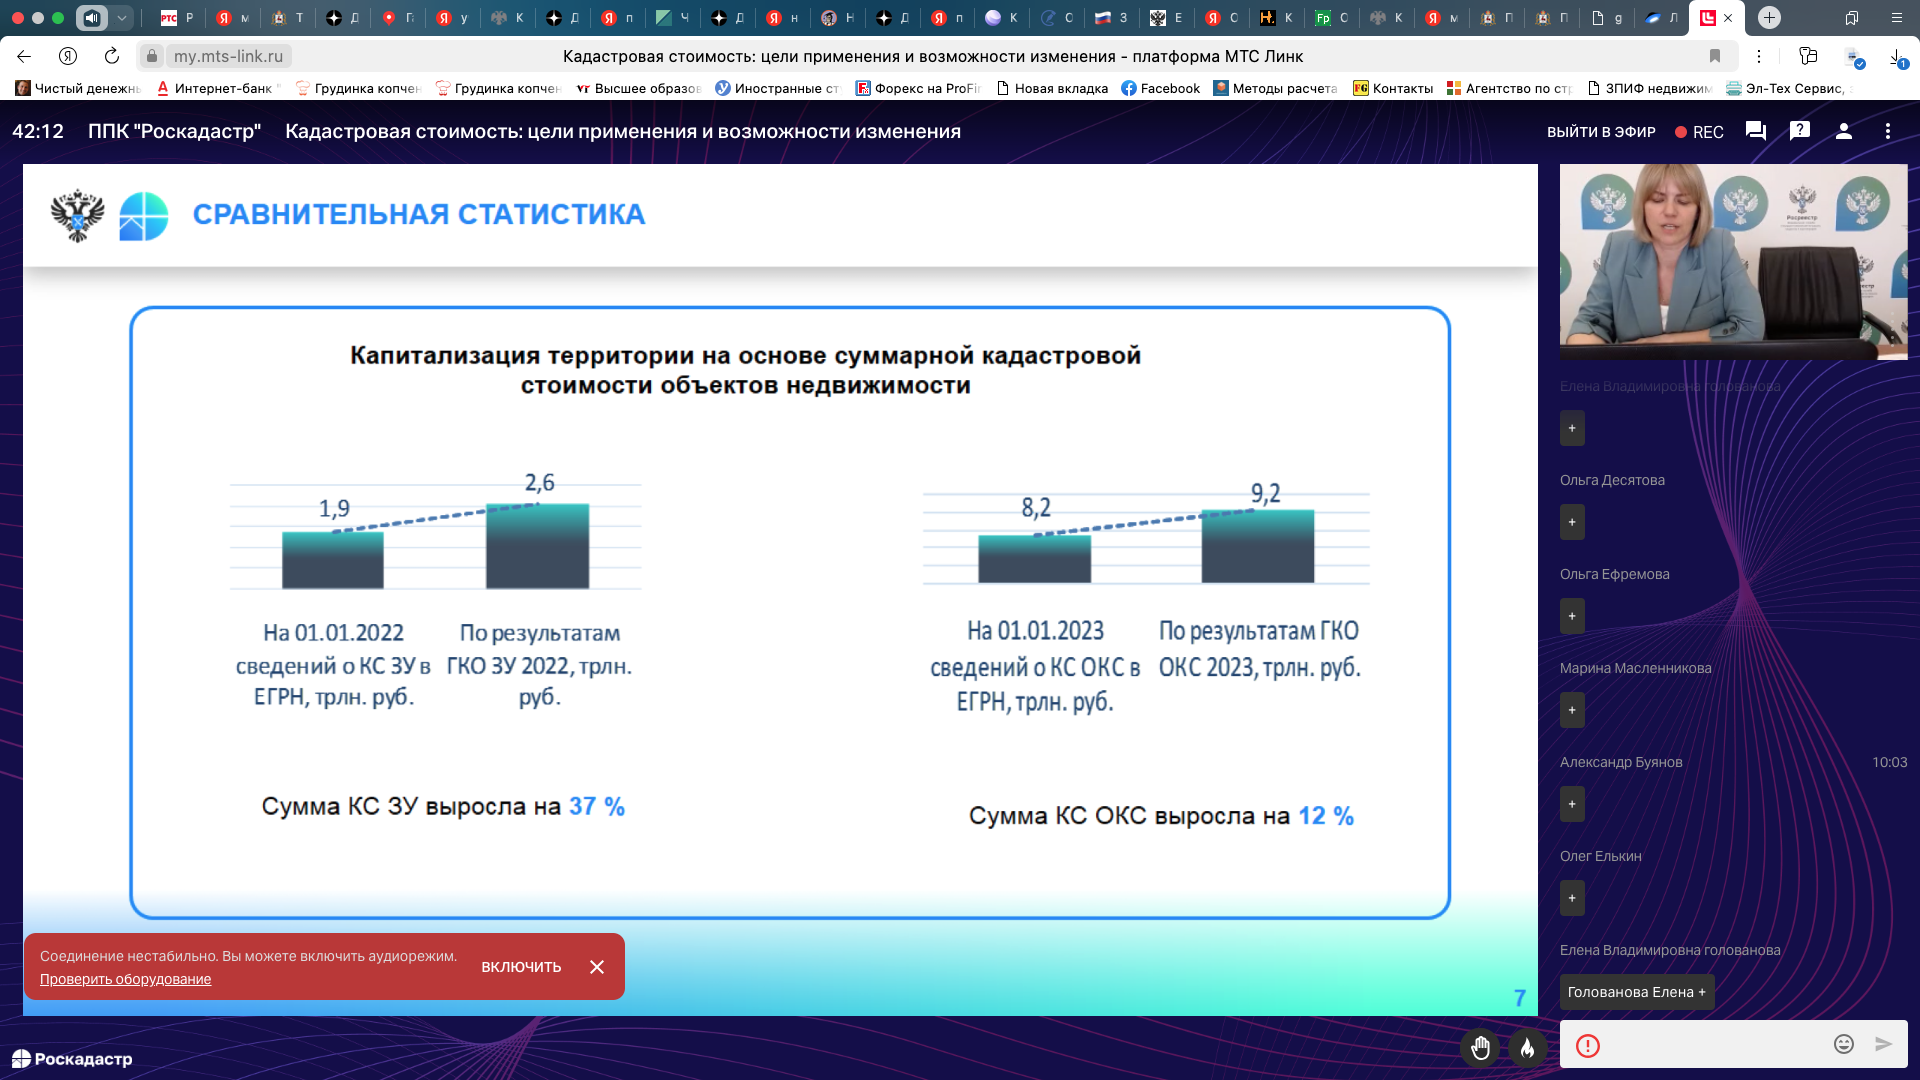 РТС
Р
м
Т
Д
Га
у
К
Д
п
Ч
Д
н
Н
Д
п
К
О
З
Е
О
К
О
К
м
П
П
g
Л
my.mts-link.ru
Кадастровая стоимость: цели применения и возможности изменения - платформа МТС Линк
1
Чистый денежнь
Интернет-банк "
Грудинка копчен
Грудинка копчен
Высшее образов
Иностранные ст
Форекс на ProFi
Новая вкладка
Facebook
Методы расчета
Контакты
Агентство по стр
ЗПИФ недвижим
Эл-Тех Сервис,
42:12
ППК "Роскадастр"
Кадастровая стоимость: цели применения и возможности изменения
ВЫЙТИ В ЭФИР
REC
СРАВНИТЕЛЬНАЯ СТАТИСТИКА
Капитализация территории на основе суммарной кадастровой
стоимости объектов недвижимости
1,9
2,6
На 01.01.2022
сведений о КС ЗУ в
ЕГРН, трлн. руб.
По результатам
ГКО ЗУ 2022, трлн.
руб.
Сумма КС ЗУ выросла на 37 %
8,2
9,2
На 01.01.2023
сведений о КС ОКС в
ЕГРН, трлн. руб.
По результатам ГКО
ОКС 2023, трлн. руб.
Сумма КС ОКС выросла на 12 %
7
Соединение нестабильно. Вы можете включить аудиорежим.
Проверить оборудование
ВКЛЮЧИТЬ
Роскадастр
Росреестр
Елена Владимировна голованова
+
Ольга Десятова
+
Ольга Ефремова
+
Марина Масленникова
+
Александр Буянов
10:03
+
Олег Елькин
+
Елена Владимировна голованова
Голованова Елена +